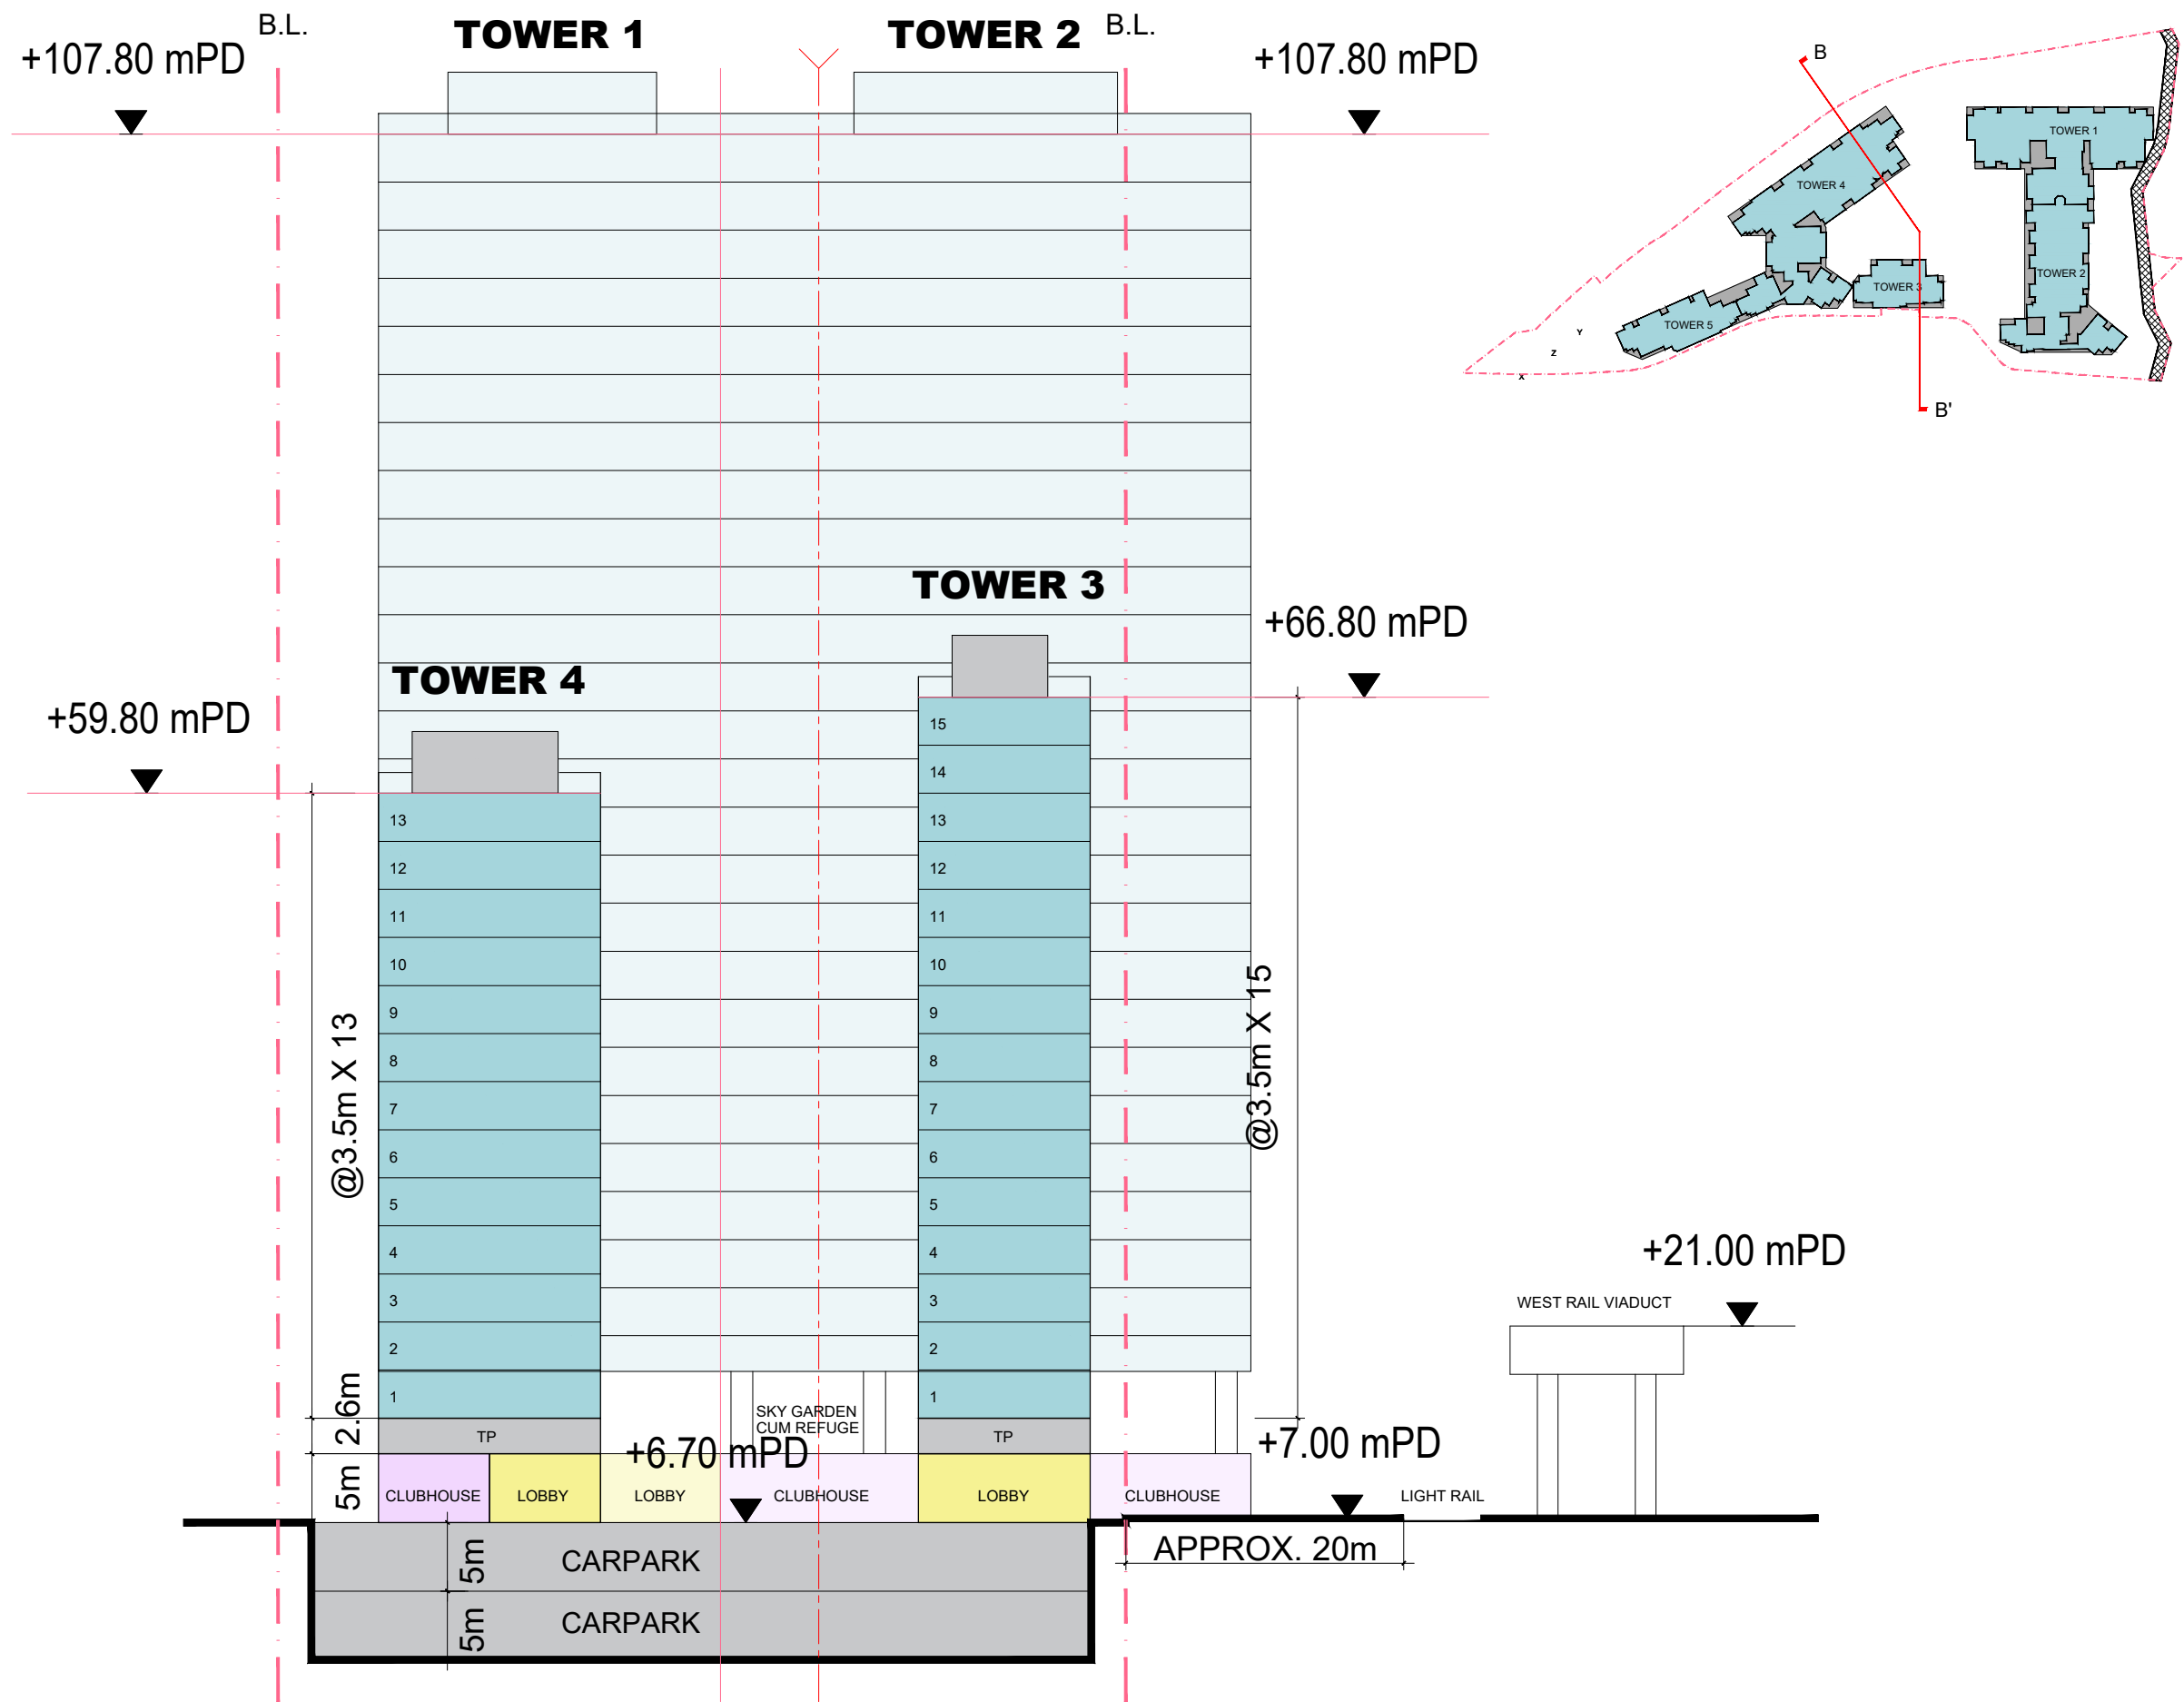 B.L.
TOWER 1
TOWER 2
B.L.
+107.80 mPD
+107.80 mPD
B
TOWER 1
TOWER 4
TOWER 2
TOWER 3
TOWER 5
Y
Z
X
B'
TOWER 3
+66.80 mPD
TOWER 4
+59.80 mPD
15
14
13
12
11
10
9
8
7
6
5
4
3
2
1
13
12
11
10
9
8
7
6
5
4
3
2
1
@3.5m X 13
@3.5m X 15
2.6m
5m
TP
TP
SKY GARDEN
CUM REFUGE
+6.70 mPD
+7.00 mPD
+21.00 mPD
WEST RAIL VIADUCT
CLUBHOUSE
LOBBY
LOBBY
CLUBHOUSE
LOBBY
CLUBHOUSE
LIGHT RAIL
APPROX. 20m
5m
CARPARK
5m
CARPARK